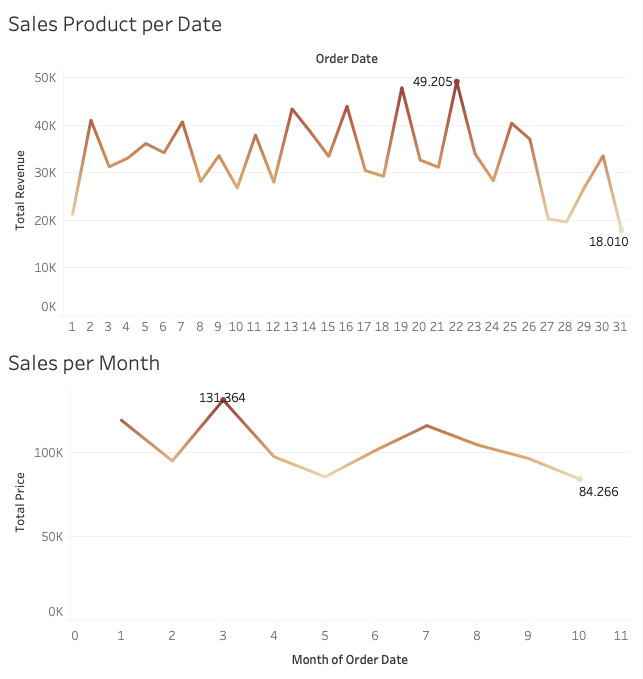 Sales Product per Date
Order Date
Total Revenue
50K
40K
30K
20K
10K
0K
49.205
18.010
1 2 3 4 5 6 7 8 9 10 11 12 13 14 15 16 17 18 19 20 21 22 23 24 25 26 27 28 29 30 31
Sales per Month
Total Price
100K
50K
0K
131.364
84.266
0 1 2 3 4 5 6 7 8 9 10 11
Month of Order Date